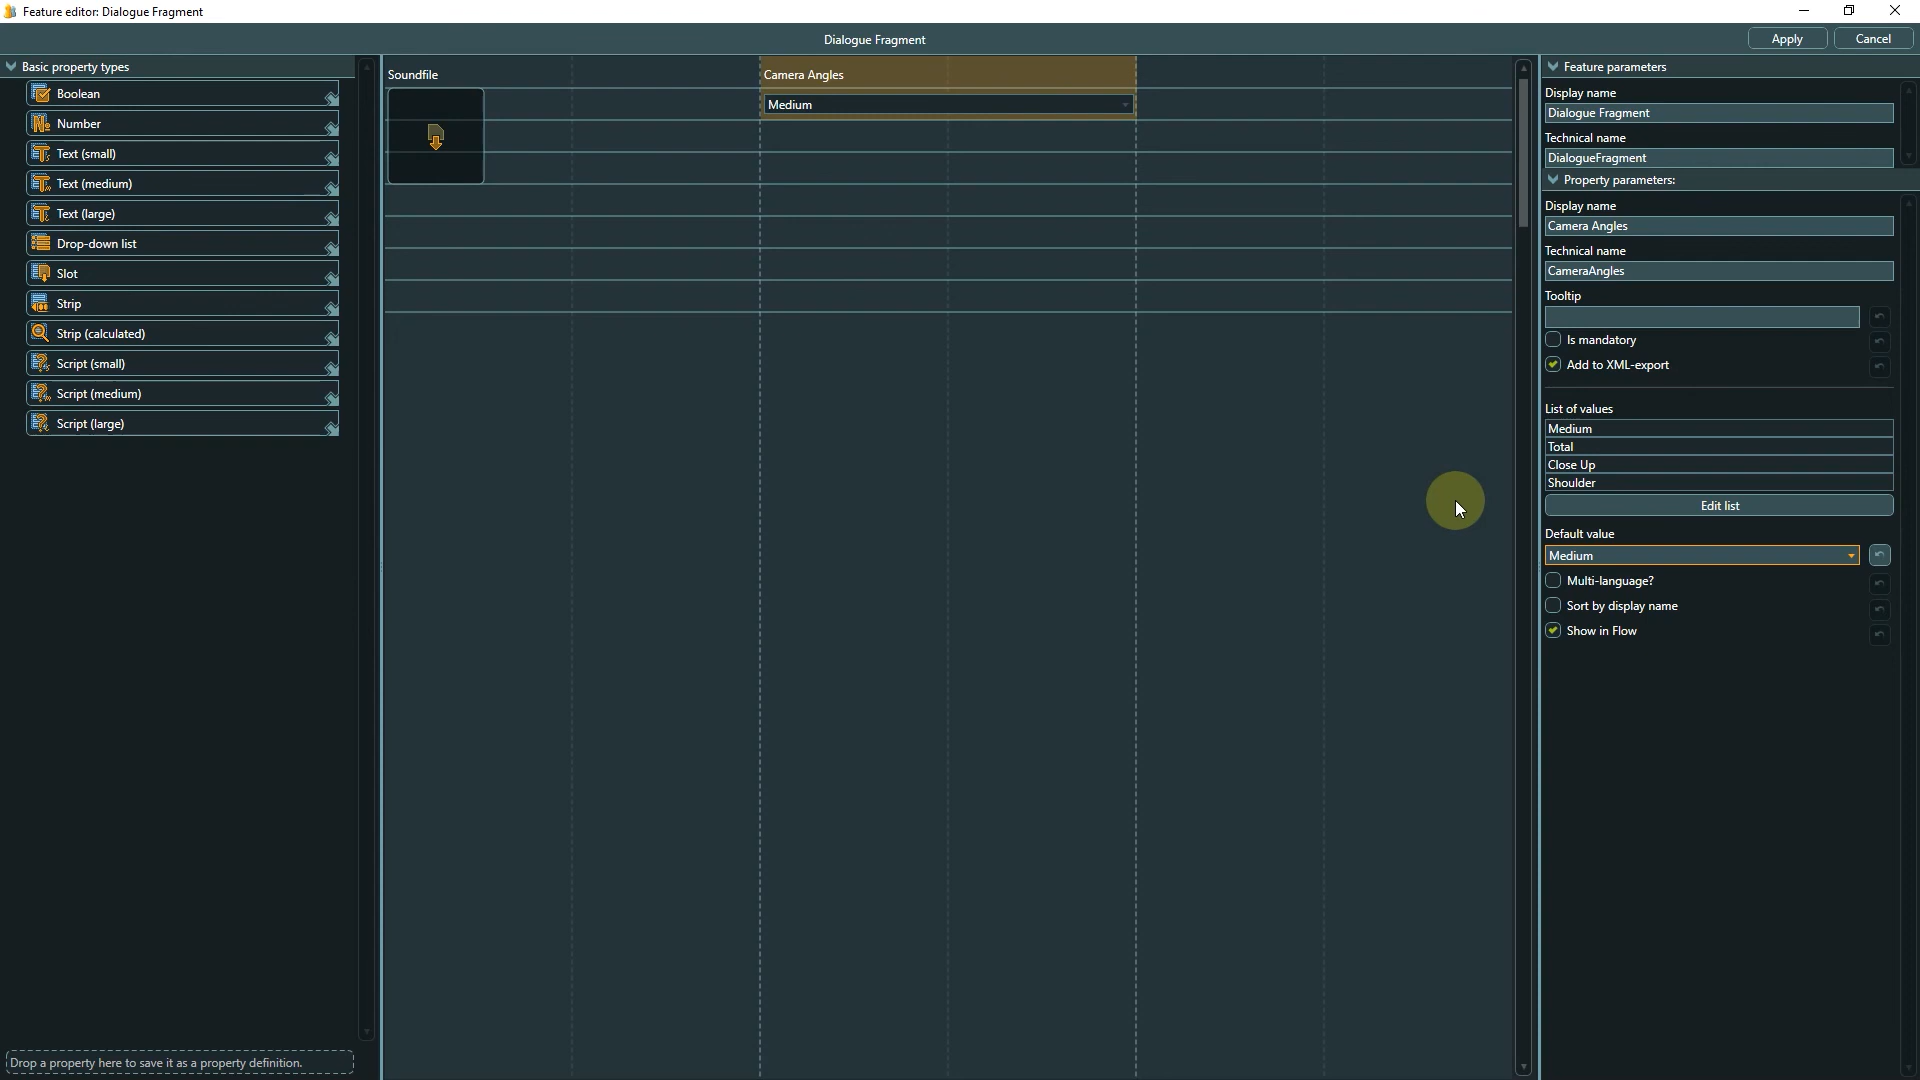 Feature editor: Dialogue Fragment
Dialogue Fragment
Apply
Cancel
Basic property types
Boolean
Number
Text (small)
Text (medium)
Text (large)
Drop-down list
Slot
Strip
Strip (calculated)
Script (small)
Script (medium)
Script (large)
Drop a property here to save it as a property definition.
Soundfile
Camera Angles
Medium
Feature parameters
Display name
Dialogue Fragment
Technical name
DialogueFragment
Property parameters:
Display name
Camera Angles
Technical name
CameraAngles
Tooltip
Is mandatory
Add to XML-export
List of values
Medium
Total
Close Up
Shoulder
Edit list
Default value
Medium
Multi-language?
Sort by display name
Show in Flow